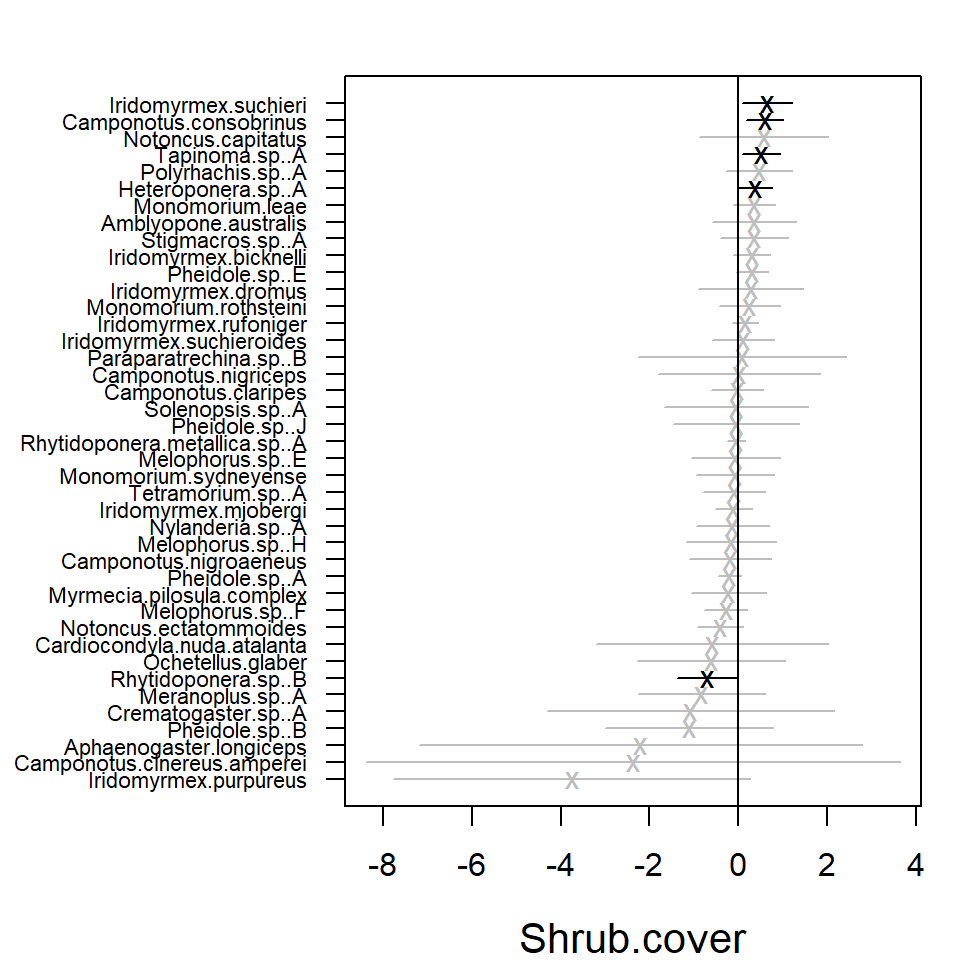 Iridomyrmex.suchieri
Camponotus.consobrinus
Notoncus.capitatus
Tapinoma.sp..A
Polyrhachis.sp..A
Heteroponera.sp..A
Monomorium.leae
Amblyopone.australis
Stigmacros.sp..A
Iridomyrmex.bicknelli
Pheidole.sp..E
Iridomyrmex.dromus
Monomorium.rothsteini
Iridomyrmex.rufoniger
Iridomyrmex.suchieroides
Paraparatrechina.sp..B
Camponotus.nigriceps
Camponotus.claripes
Solenopsis.sp..A
Pheidole.sp..J
Rhytidoponera.metallica.sp..A
Melophorus.sp..E
Monomorium.sydneyense
Tetramorium.sp..A
Iridomyrmex.mjobergi
Nylanderia.sp..A
Melophorus.sp..H
Camponotus.nigroaeneus
Pheidole.sp..A
Myrmecia.pilosula.complex
Melophorus.sp..F
Notoncus.ectatommoides
Cardiocondyla.nuda.atalanta
Ochetellus.glaber
Rhytidoponera.sp..B
Meranoplus.sp..A
Crematogaster.sp..A
Pheidole.sp..B
Aphaenogaster.longiceps
Camponotus.cinereus.amperei
Iridomyrmex.purpureus
-8 -6 -4 -2 0 2 4
Shrub.cover